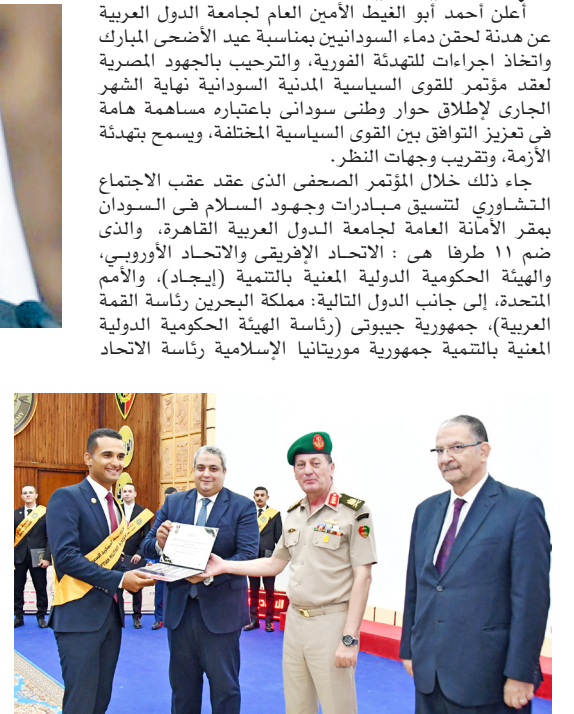 أعلن أحمد أبو الغيط الأمين العام لجامعة الدول العربية
عن هدنة لحقن دماء السودانيين بمناسبة عيد الأضحى المبارك
واتخاذ اجراءات للتهدئة الفورية، والترحيب بالجهود المصرية
لعقد مؤتمر للقوى السياسية المدنية السودانية نهاية الشهر
الجارى لإطلاق حوار وطنى سودانى باعتباره مساهمة هامة
فى تعزيز التوافق بين القوى السياسية المختلفة، ويسمح بتهدئة
الأزمة، وتقريب وجهات النظر.
جاء ذلك خلال المؤتمر الصحفى الذى عقد عقب الاجتماع
التشاوري لتنسيق مبادرات وجهود السلام فى السودان
بمقر الأمانة العامة لجامعة الدول العربية القاهرة، والذى
ضم ١١ طرفا هى : الاتحاد الإفريقى والاتحاد الأوروبي،
والهيئة الحكومية الدولية المعنية بالتنمية (إيجاد)، والأمم
المتحدة، إلى جانب الدول التالية: مملكة البحرين رئاسة القمة
العربية)، جمهورية جيبوتى (رئاسة الهيئة الحكومية الدولية
المعنية بالتنمية جمهورية موريتانيا الإسلامية رئاسة الاتحاد